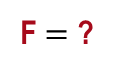 F = ?